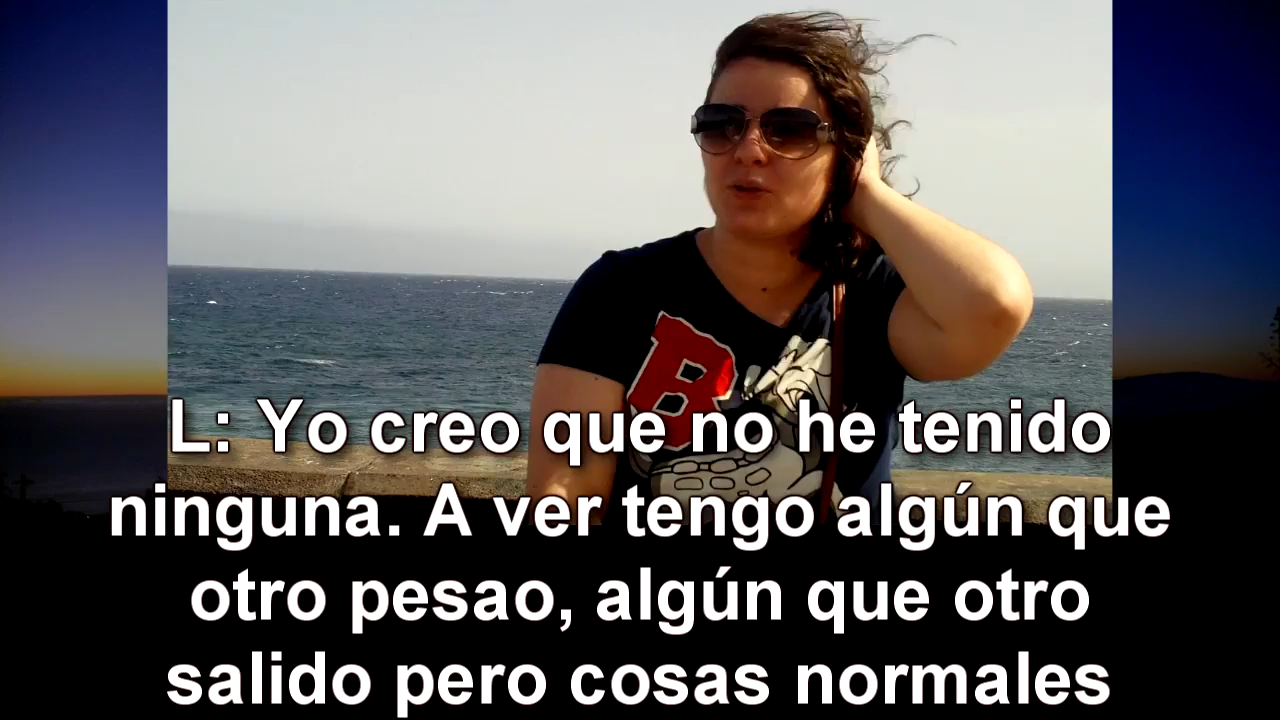 B
L: Yo creo que no he tenido
ninguna. A ver tengo algún que
otro pesao, algún que otro
salido pero cosas normales